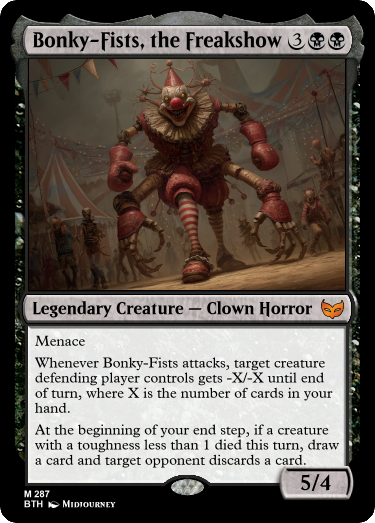 Bonky-Fists, the Freakshow 3
Legendary Creature — Clown Horror
Menace
Whenever Bonky-Fists attacks, target creature
defending player controls gets -X/-X until end
of turn, where X is the number of cards in your
hand.
At the beginning of your end step, if a creature
with a toughness less than 1 died this turn, draw
a card and target opponent discards a card.
5/4
M 287
BTH Midjourney